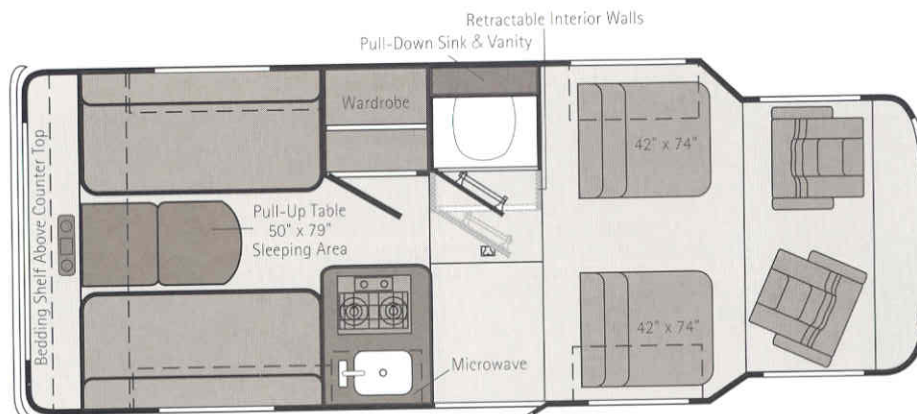 Retractable Interior Walls
Pull-Down Sink & Vanity
Wardrobe
42" x 74"
Bedding Shelf Above Counter Top
Pull-Up Table
50" x 79"
Sleeping Area
42" x 74"
Microwave